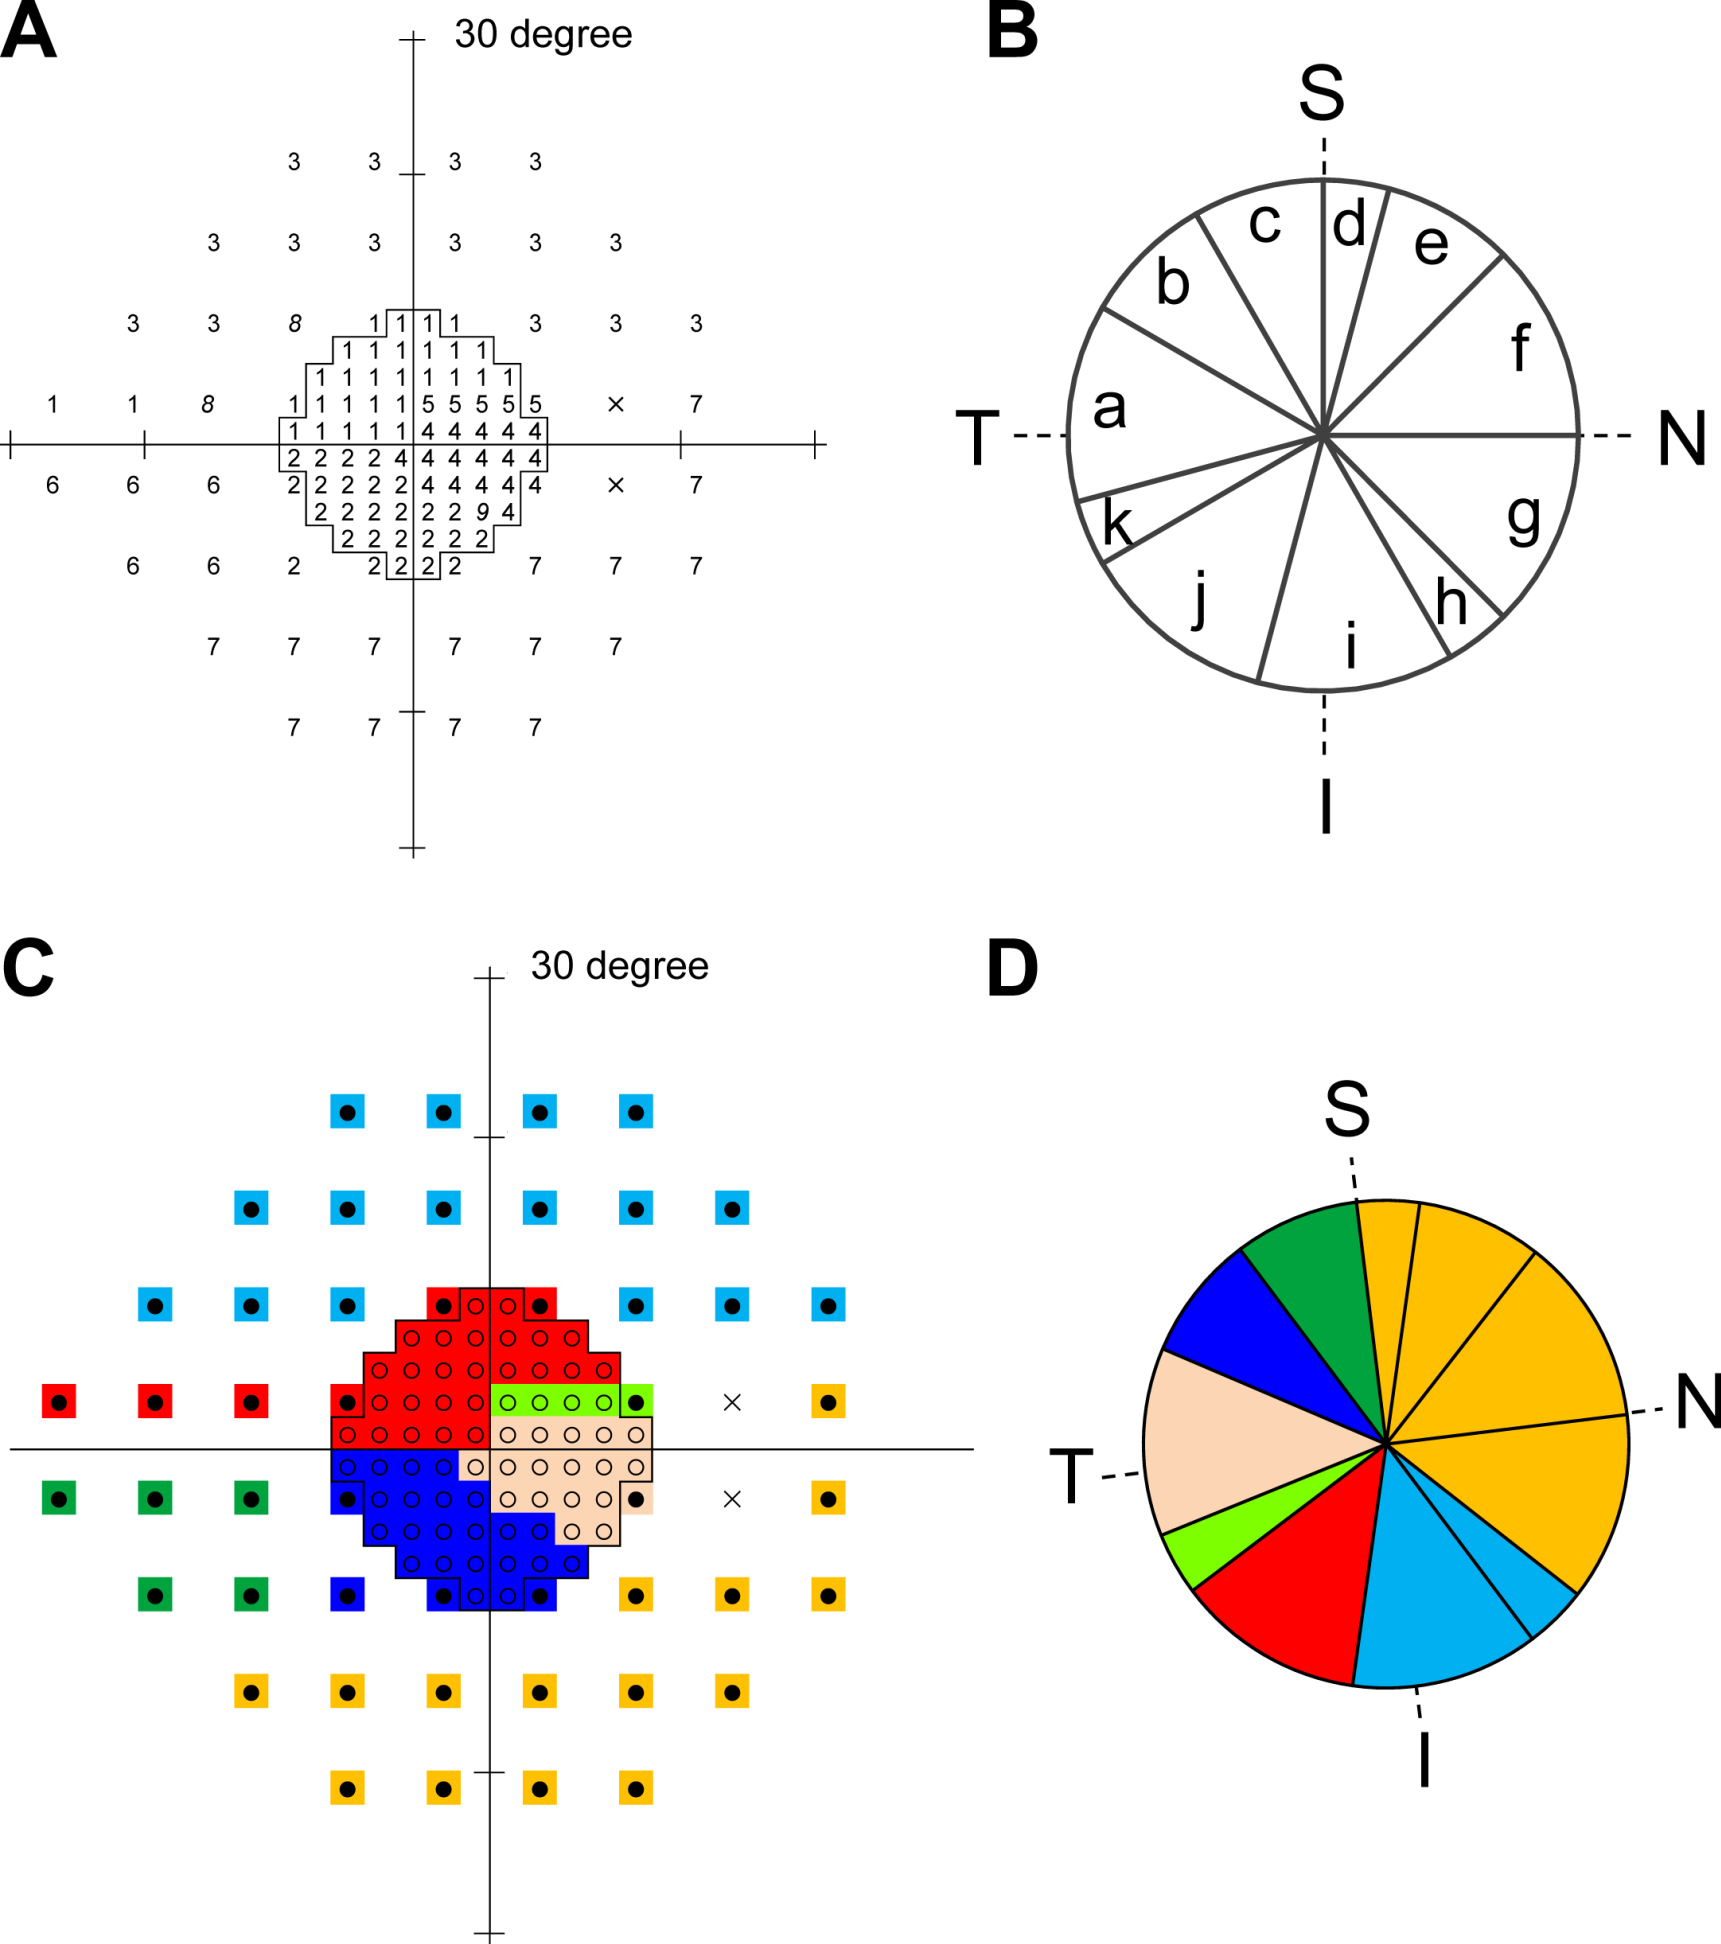 A
30 degree
3 3 3 3
3 3 3 3 3 3
3 3 8 1 1 1 1 3 3 3
1 1 1 1 1 1
1 1 1 1 1 1 1 1
1 1 8 1 1 1 1 1 5 5 5 5 5 × 7
1 1 1 1 1 4 4 4 4 4
2 2 2 2 4 4 4 4 4 4
6 6 6 2 2 2 2 2 4 4 4 4 4 × 7
2 2 2 2 2 2 9 4
2 2 2 2 2 2
6 6 2 2 2 2 2 7 7 7
7 7 7 7 7 7
7 7 7 7
B
S
c d
b e
f
a
T N
k
g
j h
i
I
C
30 degree
×
×
D
S
N
T
I